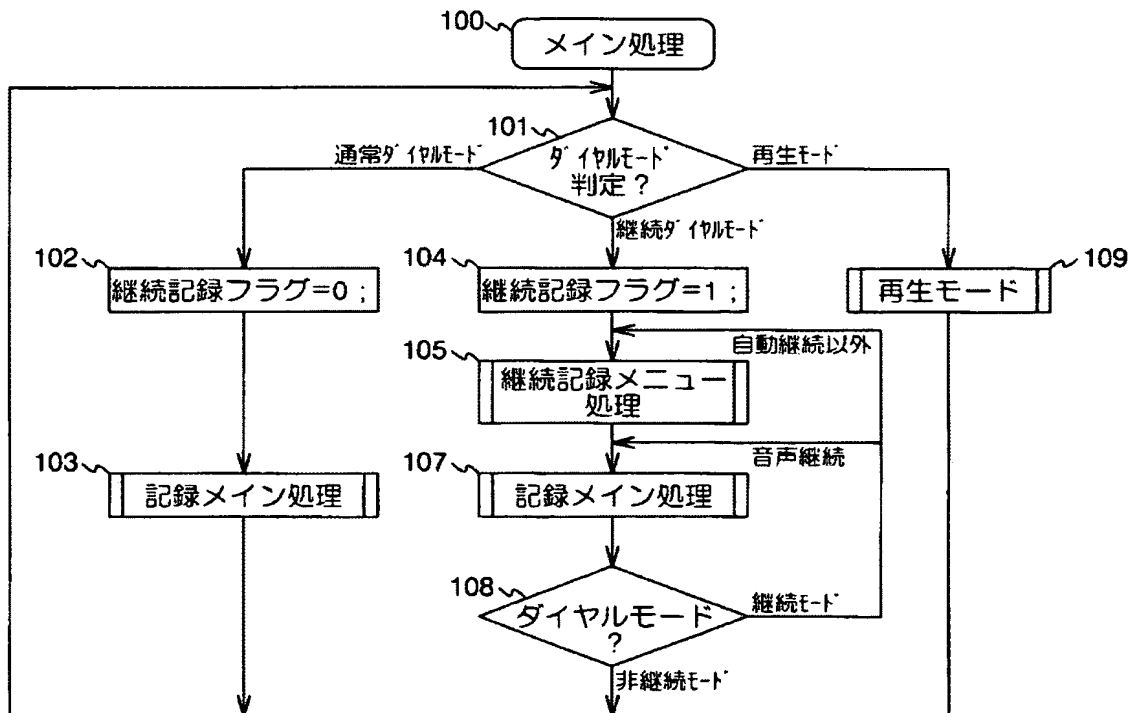 100
メイン処理
101
ダイヤルモード
判定?
通常ダイヤルモード
再生モード
継続ダイヤルモード
102
継続記録フラグ=0 ;
104
継続記録フラグ=1 ;
109
再生モード
自動継続以外
105
継続記録メニュー
処理
音声継続
103
記録メイン処理
107
記録メイン処理
108
ダイヤルモード
?
継続モード
非継続モード